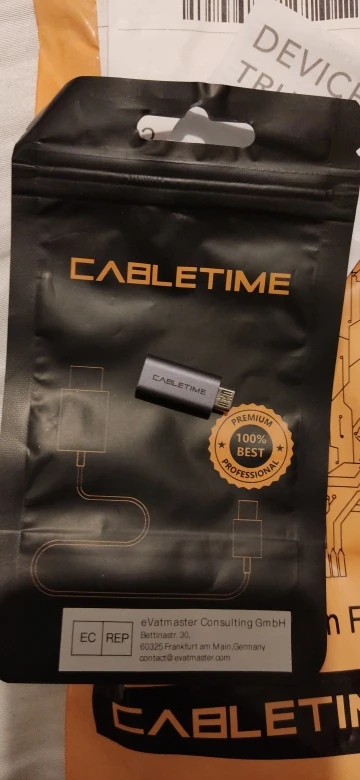 DEVICE
CABLETIME
CABLETIME
PREMIUM
100%
BEST
PROFESSIONAL
EC REP
eVatmaster Consulting GmbH
Bettinastr. 30,
60325 Frankfurt am Main,Germany
contact@evatmaster.com
CABLETIM